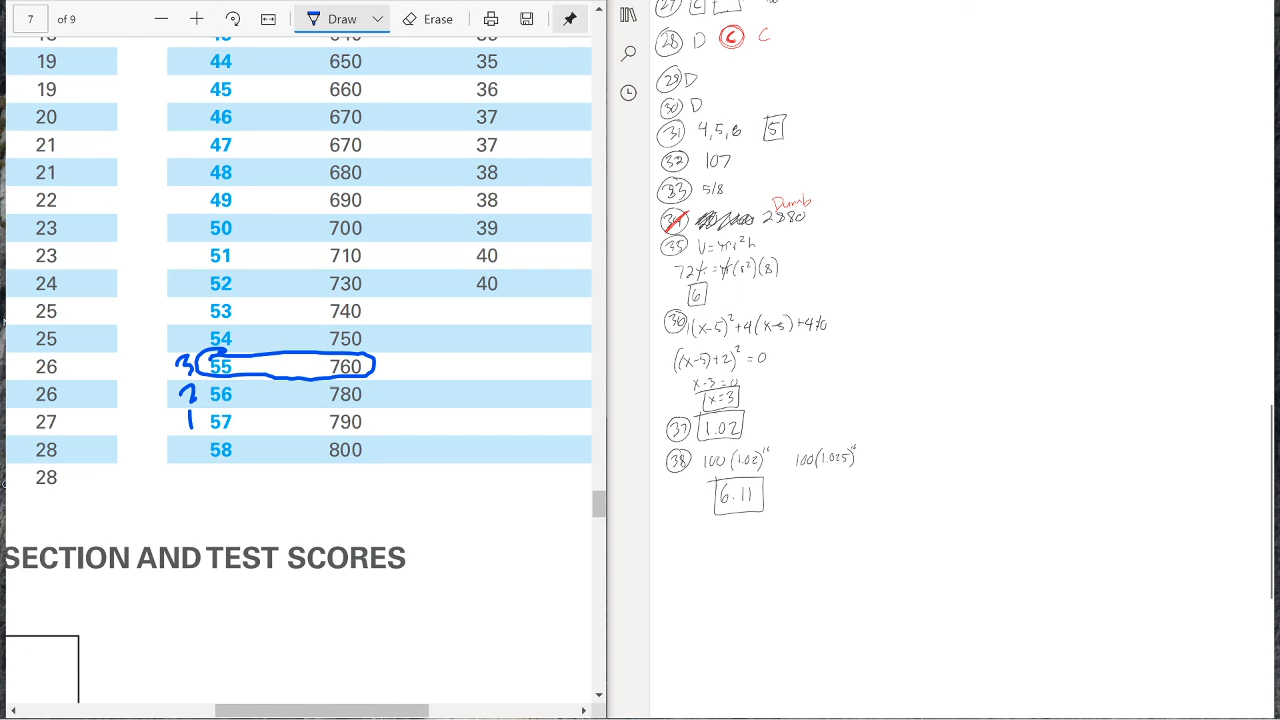 7 of 9 Draw Erase
19 44 650 35
19 45 660 36
20 46 670 37
21 47 670 37
21 48 680 38
22 49 690 38
23 50 700 39
23 51 710 40
24 52 730 40
25 53 740
25 54 750
26 3 55 760
26 2 56 780
27 1 57 790
28 58 800
28
SECTION AND TEST SCORES
28 D C C
29 D
30 D
31 4,5,6 5
32 107
33 5/8
Dumb
34
35
6
36 (x-5)²+4(x-5)+4=0
((x-5)+2)²=0
x-3=0
x=3
37 1.02
38 100(1.02)¹⁰ 100(1.025)¹⁰
6.11